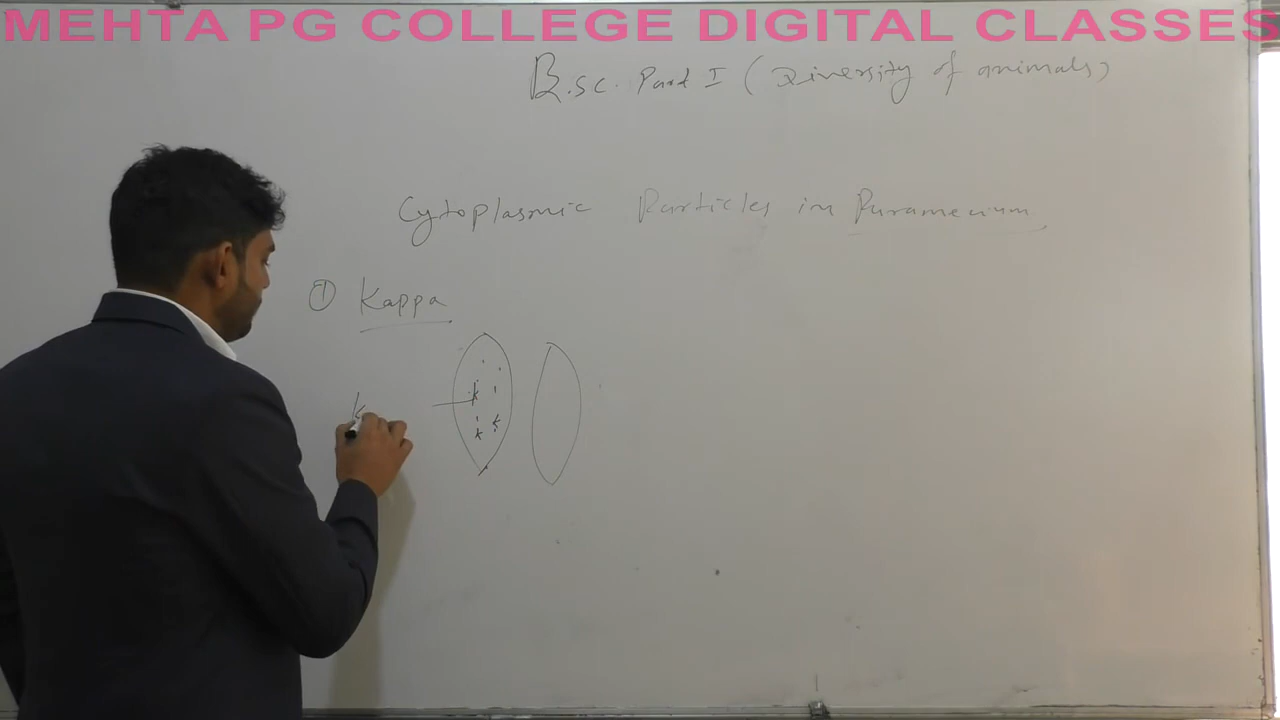 MEHTA PG COLLEGE DIGITAL CLASSES
B.Sc. Part I (Diversity of animals)
Cytoplasmic Particles in Paramecium
① Kappa
k
k k
K